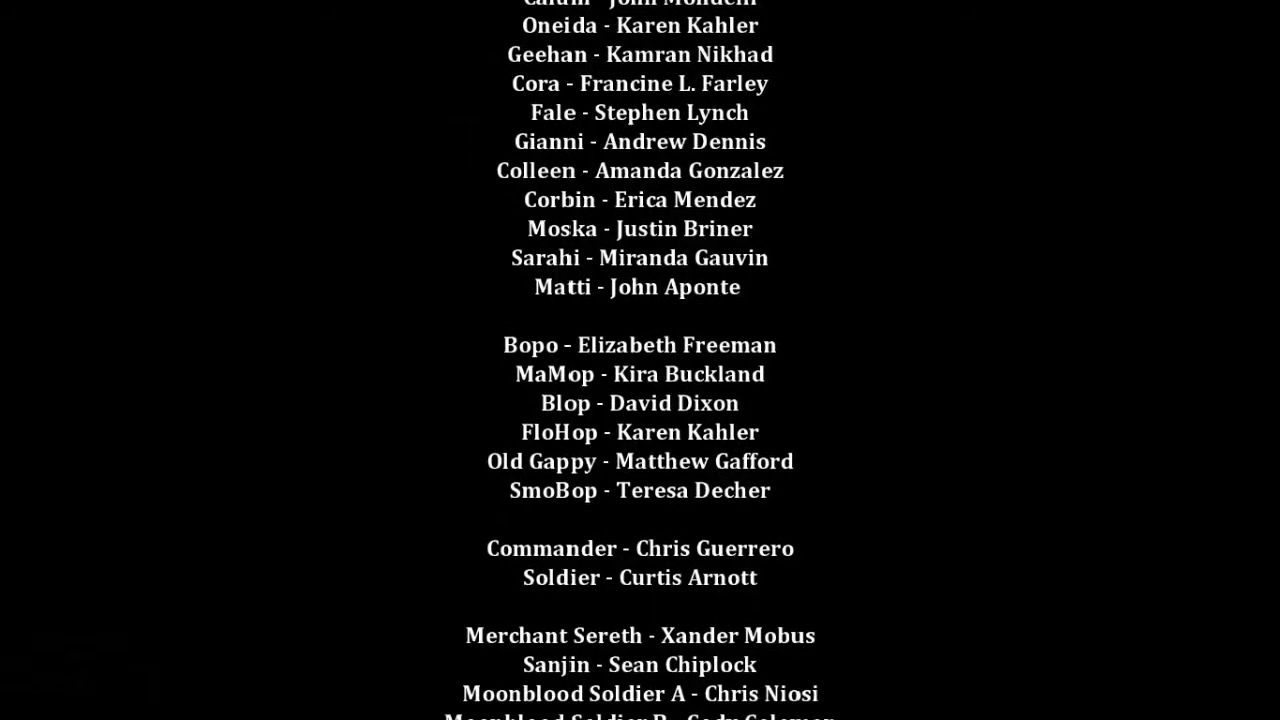 Oneida - Karen Kahler
Geehan - Kamran Nikhad
Cora - Francine L. Farley
Fale - Stephen Lynch
Gianni - Andrew Dennis
Colleen - Amanda Gonzalez
Corbin - Erica Mendez
Moska - Justin Briner
Sarahi - Miranda Gauvin
Matti - John Aponte
Bopo - Elizabeth Freeman
MaMop - Kira Buckland
Blop - David Dixon
FloHop - Karen Kahler
Old Gappy - Matthew Gafford
SmoBop - Teresa Decher
Commander - Chris Guerrero
Soldier - Curtis Arnott
Merchant Sereth - Xander Mobus
Sanjin - Sean Chiplock
Moonblood Soldier A - Chris Niosi
Moonblood Soldier B - Cody